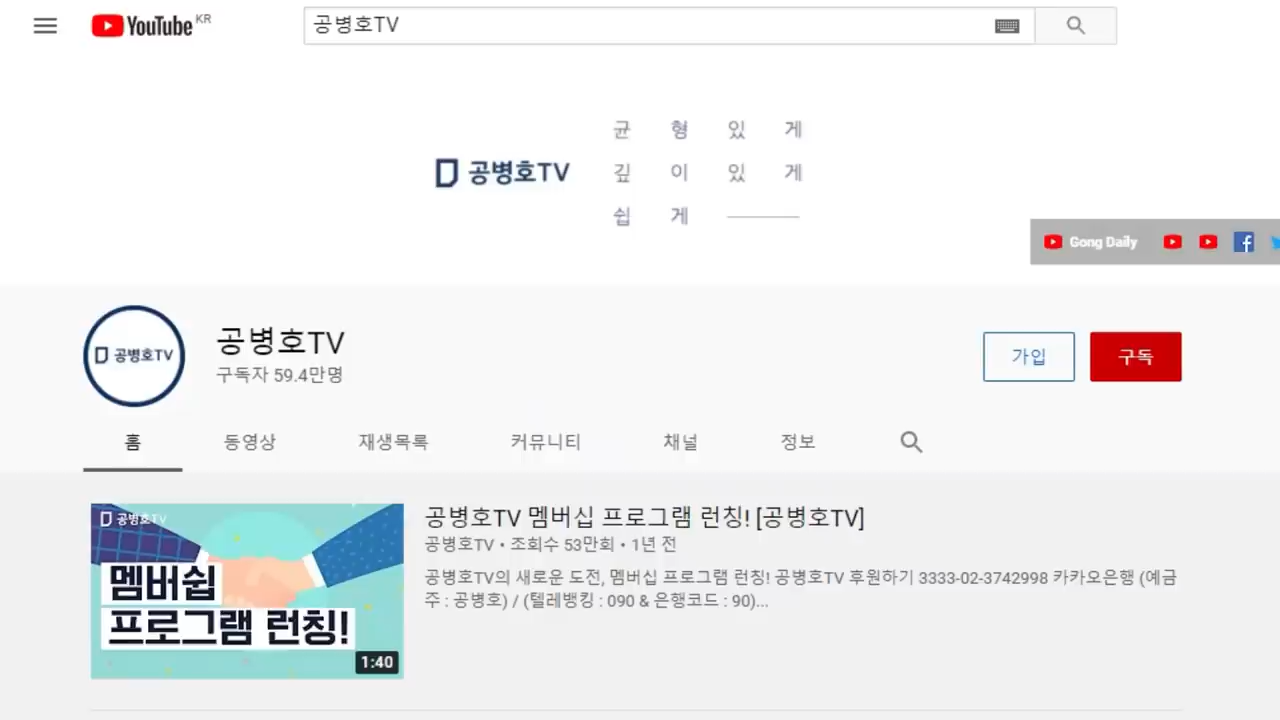 YouTube KR
공병호TV
균 형 있 게
공병호TV
깊 이 있 게
쉽 게
Gong Daily
공병호TV
공병호TV
구독자 59.4만명
가입
구독
홈
동영상
재생목록
커뮤니티
채널
정보
공병호TV
멤버쉽
프로그램 런칭!
1:40
공병호TV 멤버십 프로그램 런칭! [공병호TV]
공병호TV • 조회수 53만회 • 1년 전
공병호TV의 새로운 도전, 멤버십 프로그램 런칭! 공병호TV 후원하기 3333-02-3742998 카카오은행 (예금
주 : 공병호) / (텔레뱅킹 : 090 & 은행코드 : 90)...